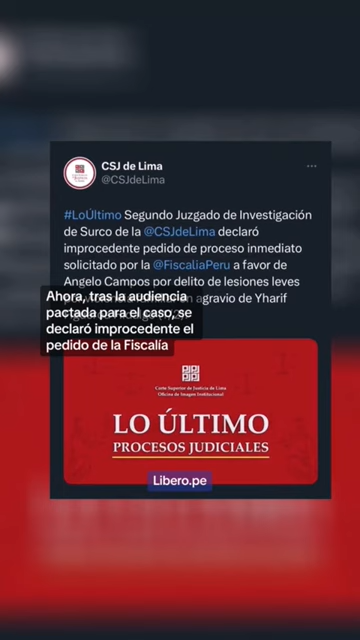 CSJ de Lima
@CSJdeLima
#LoÚltimo Segundo Juzgado de Investigación
de Surco de la @CSJdeLima declaró
improcedente pedido de proceso inmediato
solicitado por la @FiscaliaPeru a favor de
Angelo Campos por delito de lesiones leves
agravio de Yharif
Ahora, tras la audiencia
pactada para el caso, se
declaró improcedente el
pedido de la Fiscalía
Corte Superior de Justicia de Lima
Oficina de Imagen Institucional
LO ÚLTIMO
PROCESOS JUDICIALES
Libero.pe